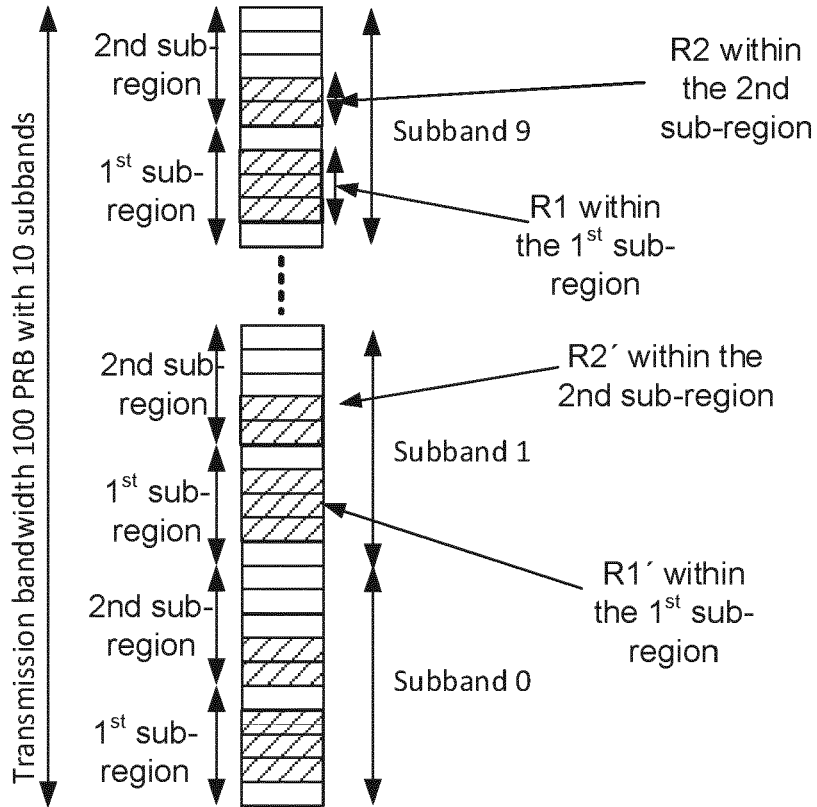 Transmission bandwidth 100 PRB with 10 subbands
2nd sub-
region
1st sub-
region
Subband 9
R2 within
the 2nd
sub-region
R1 within
the 1st sub-
region
2nd sub-
region
1st sub-
region
Subband 1
R2´ within the
2nd sub-region
R1´ within
the 1st sub-
region
2nd sub-
region
1st sub-
region
Subband 0